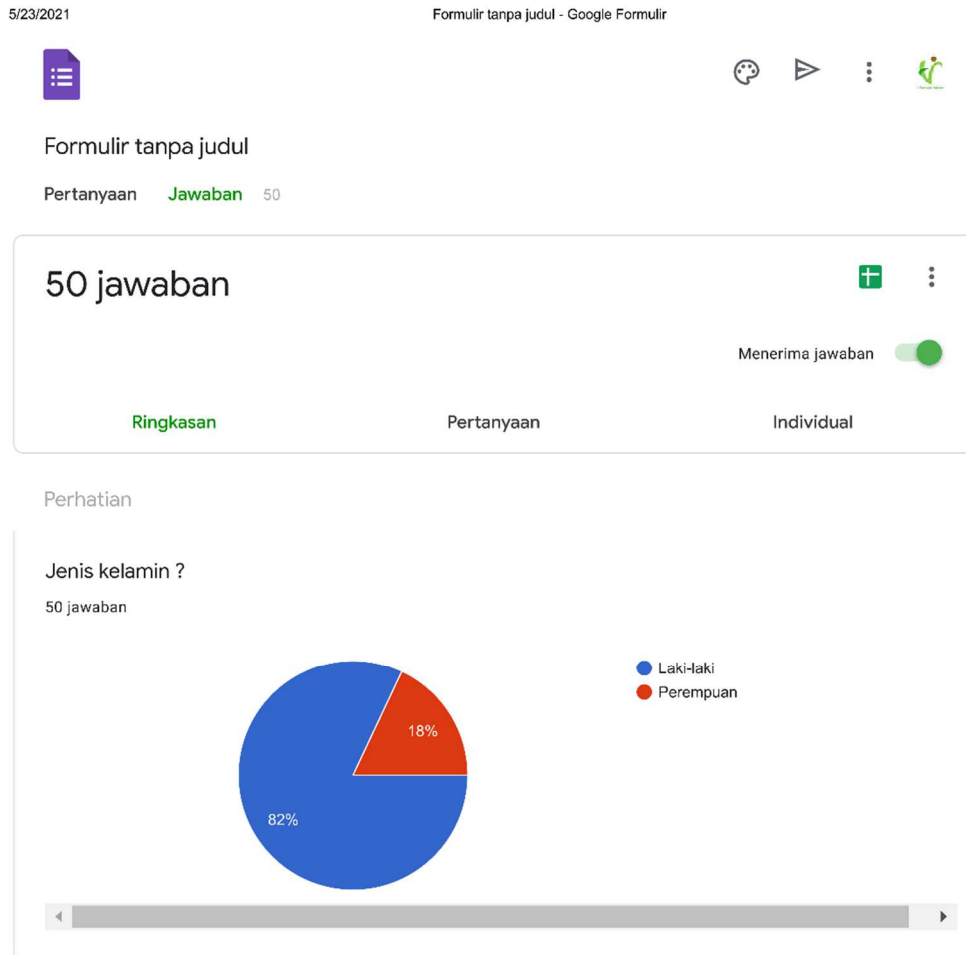 5/23/2021 Formulir tanpa judul - Google Formulir
Formulir tanpa judul
Pertanyaan Jawaban 50
50 jawaban
Menerima jawaban
Ringkasan Pertanyaan Individual
Perhatian
Jenis kelamin ?
50 jawaban
Laki-laki
Perempuan
18%
82%